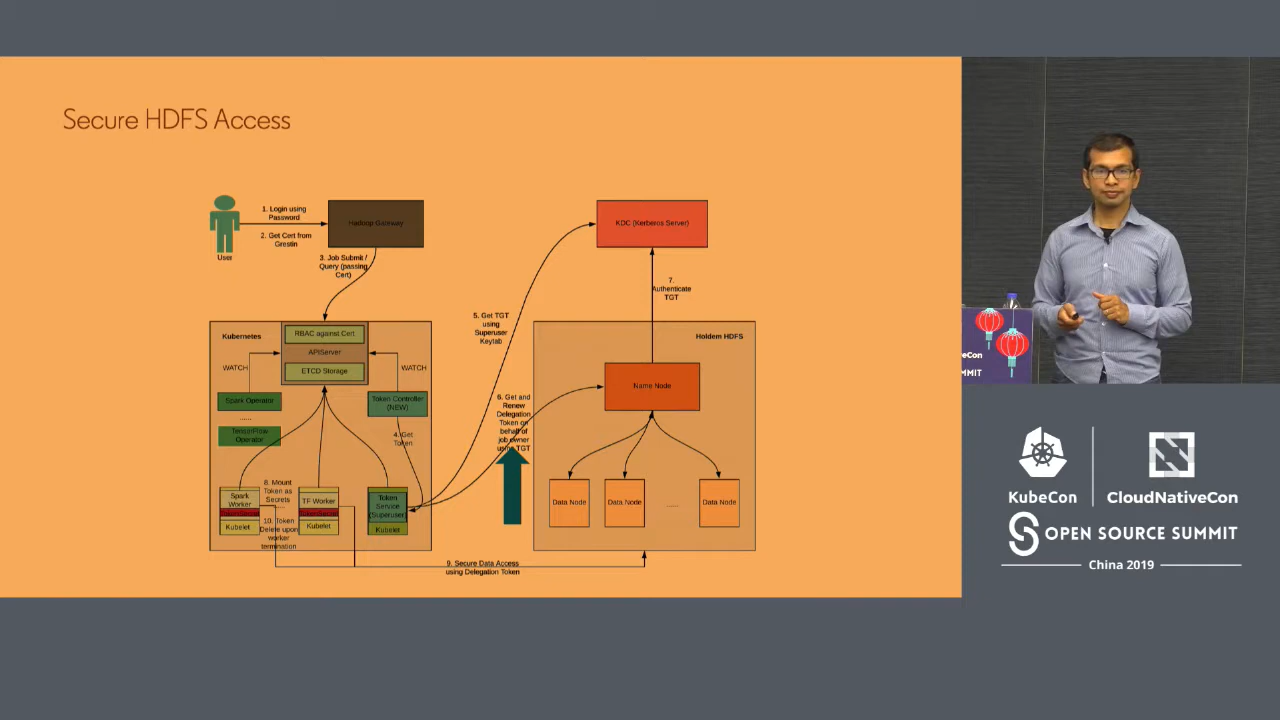 Secure HDFS Access
1. Login using
Password
2. Get Cert from
Grestin
User
Hadoop Gateway
3. Job Submit /
Query (passing
Cert)
KDC (Kerberos Server)
7.
Authenticate
TGT
5. Get TGT
using
Superuser
Keytab
Kubernetes
RBAC against Cert
APIServer
ETCD Storage
WATCH
WATCH
Spark Operator
......
TensorFlow
Operator
Token Controller
(NEW)
4. Get
Token
6. Get and
Renew
Delegation
Token on
behalf of
job owner
using TGT
Holdem HDFS
Name Node
Data Node
Data Node
Data Node
Spark
Worker
TokenSecret
Kubelet
8. Mount
Token as
Secrets
10. Token
Delete upon
worker
termination
TF Worker
TokenSecret
Kubelet
Token
Service
(Superuser)
Kubelet
9. Secure Data Access
using Delegation Token
eCon
MMIT
KubeCon
CloudNativeCon
OPEN SOURCE SUMMIT
China 2019